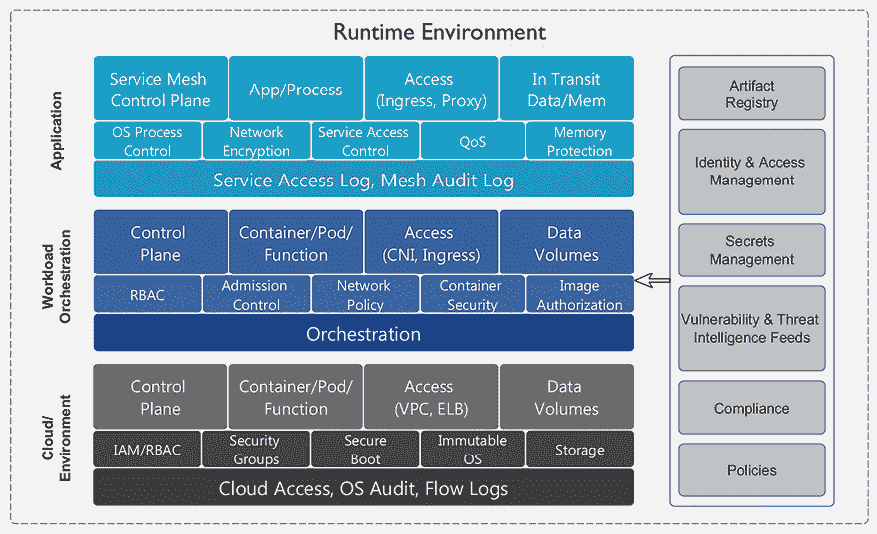 Runtime Environment
Application
Service Mesh
Control Plane
App/Process
Access
(Ingress, Proxy)
In Transit
Data/Mem
OS Process
Control
Network
Encryption
Service Access
Control
QoS
Memory
Protection
Service Access Log, Mesh Audit Log
Workload
Orchestration
Control
Plane
Container/Pod/
Function
Access
(CNI, Ingress)
Data
Volumes
RBAC
Admission
Control
Network
Policy
Container
Security
Image
Authorization
Orchestration
Cloud/
Environment
Control
Plane
Container/Pod/
Function
Access
(VPC, ELB)
Data
Volumes
IAM/RBAC
Security
Groups
Secure
Boot
Immutable
OS
Storage
Cloud Access, OS Audit, Flow Logs
Artifact
Registry
Identity & Access
Management
Secrets
Management
Vulnerability & Threat
Intelligence Feeds
Compliance
Policies